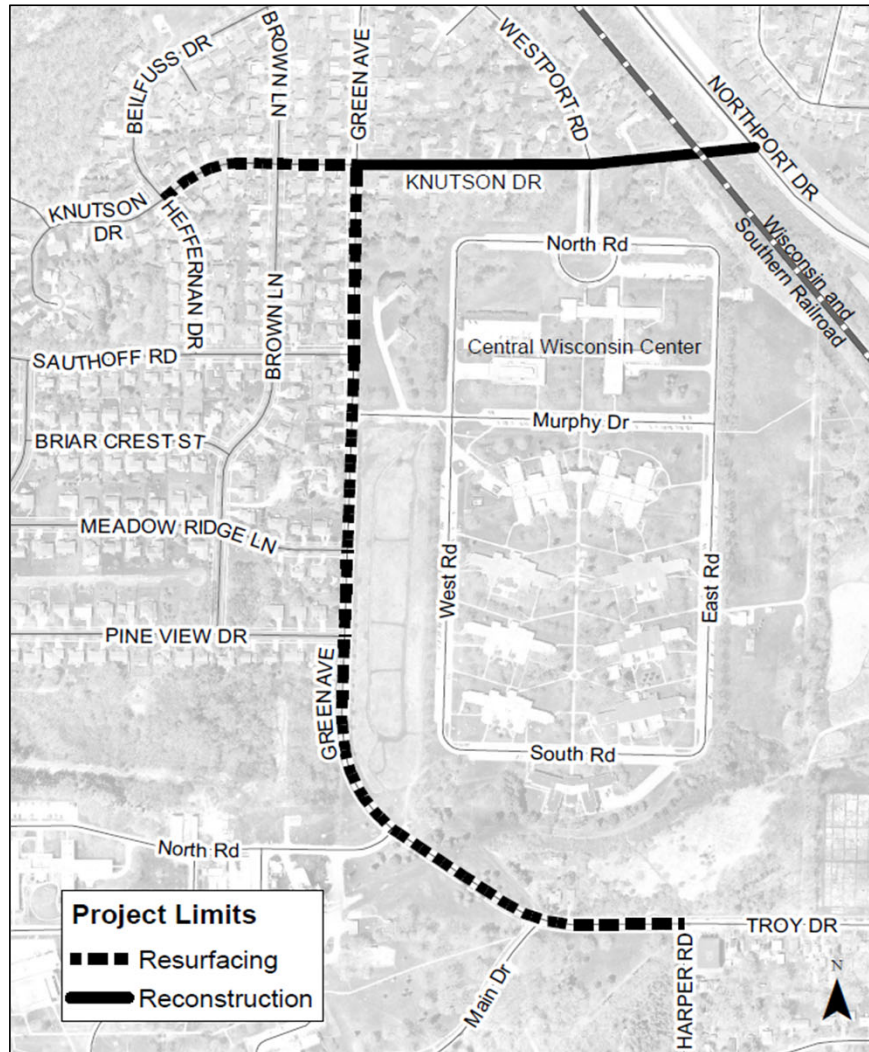 BEILFUSS DR
BROWN LN
GREEN AVE
WESTPORT RD
NORTHPORT DR
KNUTSON DR
KNUTSON
DR
HEFFERNAN DR
North Rd
Wisconsin and
Southern Railroad
BROWN LN
SAUTHOFF RD
Central Wisconsin Center
Murphy Dr
BRIAR CREST ST
MEADOW RIDGE LN
West Rd
East Rd
PINE VIEW DR
GREEN AVE
South Rd
North Rd
Project Limits
Resurfacing
Reconstruction
Main Dr
TROY DR
HARPER RD
N